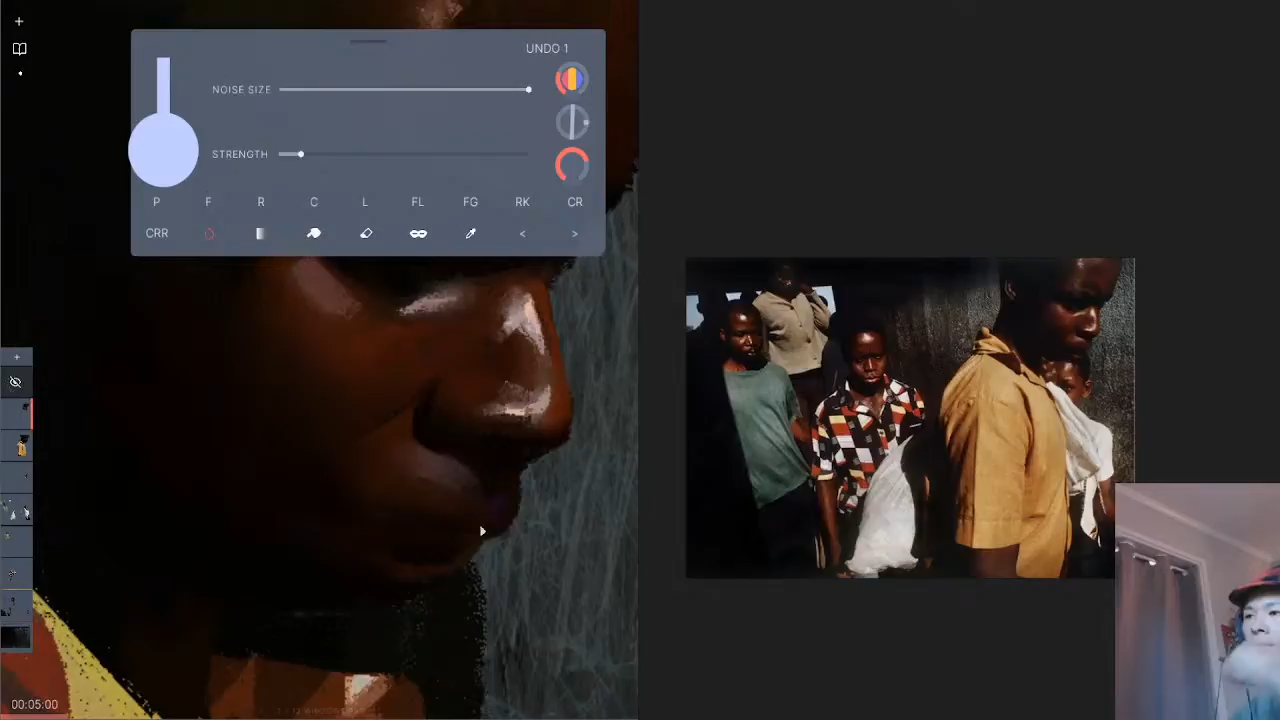 UNDO 1
NOISE SIZE
STRENGTH
P F R C L FL FG RK CR
CRR < >
00:05:00